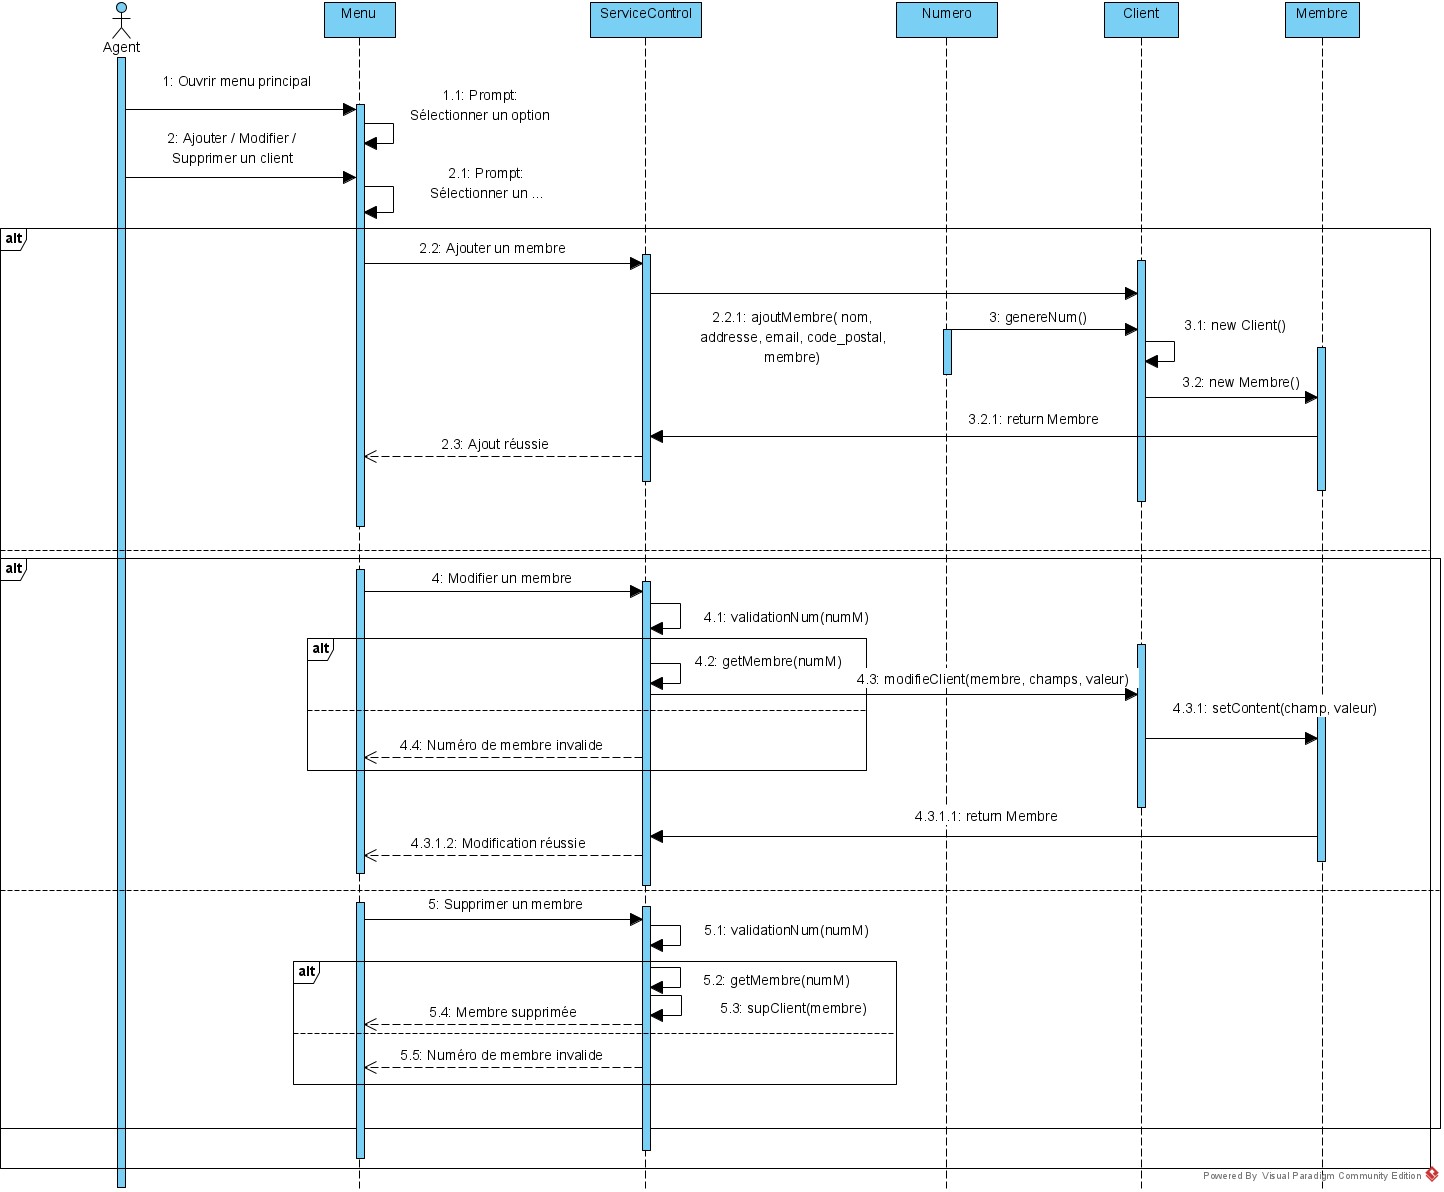 Agent
Menu
ServiceControl
Numero
Client
Membre
1: Ouvrir menu principal
1.1: Prompt:
Sélectionner un option
2: Ajouter / Modifier /
Supprimer un client
2.1: Prompt:
Sélectionner un ...
alt
2.2: Ajouter un membre
2.2.1: ajoutMembre( nom,
addresse, email, code_postal,
membre)
3: genereNum()
3.1: new Client()
3.2: new Membre()
3.2.1: return Membre
2.3: Ajout réussie
alt
4: Modifier un membre
4.1: validationNum(numM)
alt
4.2: getMembre(numM)
4.3: modifieClient(membre, champs, valeur)
4.3.1: setContent(champ, valeur)
4.4: Numéro de membre invalide
4.3.1.1: return Membre
4.3.1.2: Modification réussie
5: Supprimer un membre
5.1: validationNum(numM)
alt
5.2: getMembre(numM)
5.3: supClient(membre)
5.4: Membre supprimée
5.5: Numéro de membre invalide
Powered By Visual Paradigm Community Edition